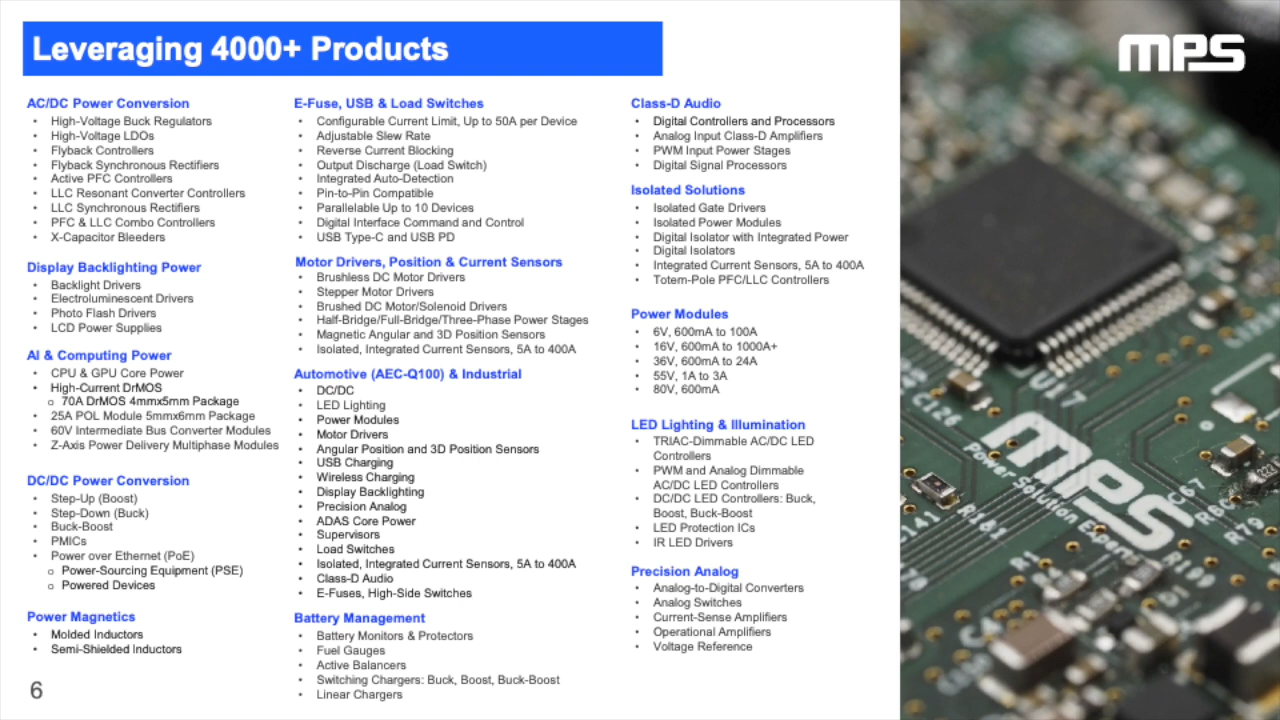 Leveraging 4000+ Products
MPS
AC/DC Power Conversion
• High-Voltage Buck Regulators
• High-Voltage LDOs
• Flyback Controllers
• Flyback Synchronous Rectifiers
• Active PFC Controllers
• LLC Resonant Converter Controllers
• LLC Synchronous Rectifiers
• PFC & LLC Combo Controllers
• X-Capacitor Bleeders
Display Backlighting Power
• Backlight Drivers
• Electroluminescent Drivers
• Photo Flash Drivers
• LCD Power Supplies
AI & Computing Power
• CPU & GPU Core Power
• High-Current DrMOS
o 70A DrMOS 4mmx5mm Package
• 25A POL Module 5mmx6mm Package
• 60V Intermediate Bus Converter Modules
• Z-Axis Power Delivery Multiphase Modules
DC/DC Power Conversion
• Step-Up (Boost)
• Step-Down (Buck)
• Buck-Boost
• PMICs
• Power over Ethernet (PoE)
o Power-Sourcing Equipment (PSE)
o Powered Devices
Power Magnetics
• Molded Inductors
• Semi-Shielded Inductors
E-Fuse, USB & Load Switches
• Configurable Current Limit, Up to 50A per Device
• Adjustable Slew Rate
• Reverse Current Blocking
• Output Discharge (Load Switch)
• Integrated Auto-Detection
• Pin-to-Pin Compatible
• Parallelable Up to 10 Devices
• Digital Interface Command and Control
• USB Type-C and USB PD
Motor Drivers, Position & Current Sensors
• Brushless DC Motor Drivers
• Stepper Motor Drivers
• Brushed DC Motor/Solenoid Drivers
• Half-Bridge/Full-Bridge/Three-Phase Power Stages
• Magnetic Angular and 3D Position Sensors
• Isolated, Integrated Current Sensors, 5A to 400A
Automotive (AEC-Q100) & Industrial
• DC/DC
• LED Lighting
• Power Modules
• Motor Drivers
• Angular Position and 3D Position Sensors
• USB Charging
• Wireless Charging
• Display Backlighting
• Precision Analog
• ADAS Core Power
• Supervisors
• Load Switches
• Isolated, Integrated Current Sensors, 5A to 400A
• Class-D Audio
• E-Fuses, High-Side Switches
Battery Management
• Battery Monitors & Protectors
• Fuel Gauges
• Active Balancers
• Switching Chargers: Buck, Boost, Buck-Boost
• Linear Chargers
Class-D Audio
• Digital Controllers and Processors
• Analog Input Class-D Amplifiers
• PWM Input Power Stages
• Digital Signal Processors
Isolated Solutions
• Isolated Gate Drivers
• Isolated Power Modules
• Digital Isolator with Integrated Power
• Digital Isolators
• Integrated Current Sensors, 5A to 400A
• Totem-Pole PFC/LLC Controllers
Power Modules
• 6V, 600mA to 100A
• 16V, 600mA to 1000A+
• 36V, 600mA to 24A
• 55V, 1A to 3A
• 80V, 600mA
LED Lighting & Illumination
• TRIAC-Dimmable AC/DC LED
Controllers
• PWM and Analog Dimmable
AC/DC LED Controllers
• DC/DC LED Controllers: Buck,
Boost, Buck-Boost
• LED Protection ICs
• IR LED Drivers
Precision Analog
• Analog-to-Digital Converters
• Analog Switches
• Current-Sense Amplifiers
• Operational Amplifiers
• Voltage Reference
6
U17
C126
MPS
Power Solution Experts
C67
R79
R181
141
R1